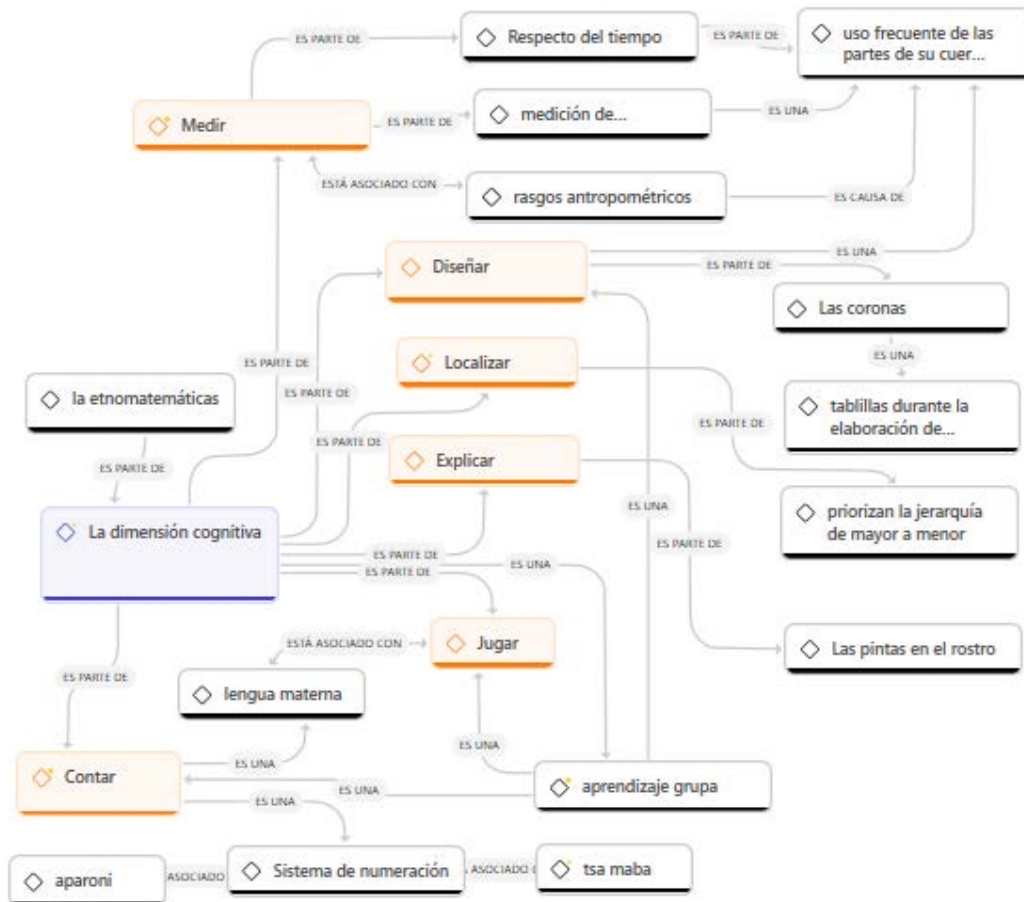 ES PARTE DE
Respecto del tiempo
ES PARTE DE
uso frecuente de las
partes de su cuer...
Medir
ES PARTE DE
medición de...
ES UNA
ESTÁ ASOCIADO CON
rasgos antropométricos
ES CAUSA DE
Diseñar
ES UNA
ES PARTE DE
Las coronas
ES UNA
ES PARTE DE
Localizar
la etnomatemáticas
ES PARTE DE
tablillas durante la
elaboración de...
ES PARTE DE
ES PARTE DE
Explicar
ES PARTE DE
priorizan la jerarquía
de mayor a menor
ES UNA
La dimensión cognitiva
ES PARTE DE
ES PARTE DE
ES UNA
ES PARTE DE
ESTÁ ASOCIADO CON
Jugar
Las pintas en el rostro
ES PARTE DE
lengua materna
ES UNA
ES UNA
Contar
ES UNA
aprendizaje grupa
ES UNA
aparoni
ASOCIADO
Sistema de numeración
ASOCIADO
tsa maba